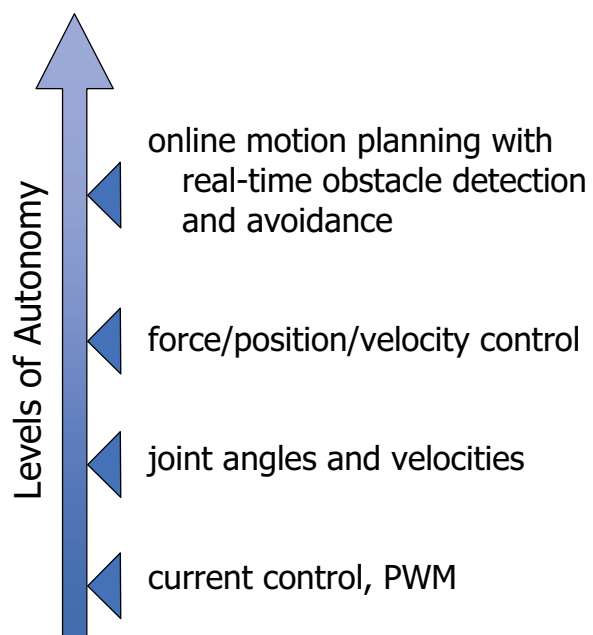 online motion planning with
real-time obstacle detection
and avoidance
Levels of Autonomy
force/position/velocity control
joint angles and velocities
current control, PWM